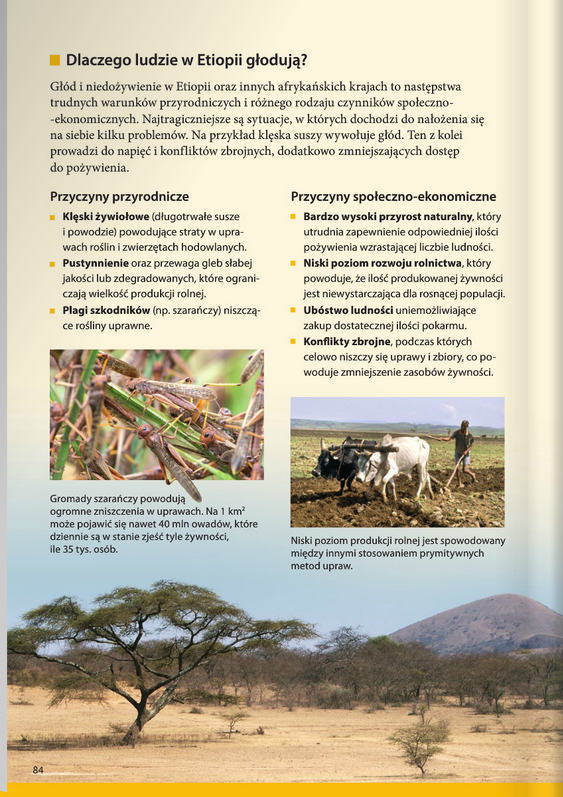 Dlaczego ludzie w Etiopii głodują?
Głód i niedożywienie w Etiopii oraz innych afrykańskich krajach to następstwa
trudnych warunków przyrodniczych i różnego rodzaju czynników społeczno-
-ekonomicznych. Najtragiczniejsze są sytuacje, w których dochodzi do nałożenia się
na siebie kilku problemów. Na przykład klęska suszy wywołuje głód. Ten z kolei
prowadzi do napięć i konfliktów zbrojnych, dodatkowo zmniejszających dostęp
do pożywienia.
Przyczyny przyrodnicze
Klęski żywiołowe (długotrwałe susze
i powodzie) powodujące straty w upra-
wach roślin i zwierzętach hodowlanych.
Pustynnienie oraz przewaga gleb słabej
jakości lub zdegradowanych, które ograni-
czają wielkość produkcji rolnej.
Plagi szkodników (np. szarańczy) niszczą-
ce rośliny uprawne.
Gromady szarańczy powodują
ogromne zniszczenia w uprawach. Na 1 km²
może pojawić się nawet 40 mln owadów, które
dziennie są w stanie zjeść tyle żywności,
ile 35 tys. osób.
Przyczyny społeczno-ekonomiczne
Bardzo wysoki przyrost naturalny, który
utrudnia zapewnienie odpowiedniej ilości
pożywienia wzrastającej liczbie ludności.
Niski poziom rozwoju rolnictwa, który
powoduje, że ilość produkowanej żywności
jest niewystarczająca dla rosnącej populacji.
Ubóstwo ludności uniemożliwiające
zakup dostatecznej ilości pokarmu.
Konflikty zbrojne, podczas których
celowo niszczy się uprawy i zbiory, co po-
woduje zmniejszenie zasobów żywności.
Niski poziom produkcji rolnej jest spowodowany
między innymi stosowaniem prymitywnych
metod upraw.
84